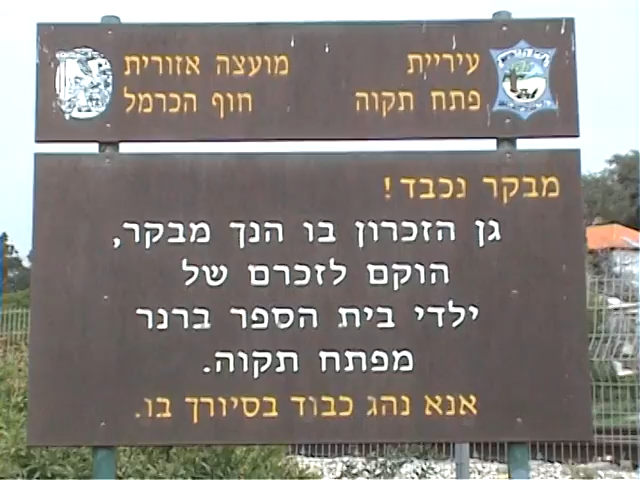 עיריית
פתח תקוה
מועצה אזורית
חוף הכרמל
מבקר נכבד!
גן הזכרון בו הנך מבקר,
הוקם לזכרם של
ילדי בית הספר ברנר
מפתח תקוה.
אנא נהג כבוד בסיורך בו.